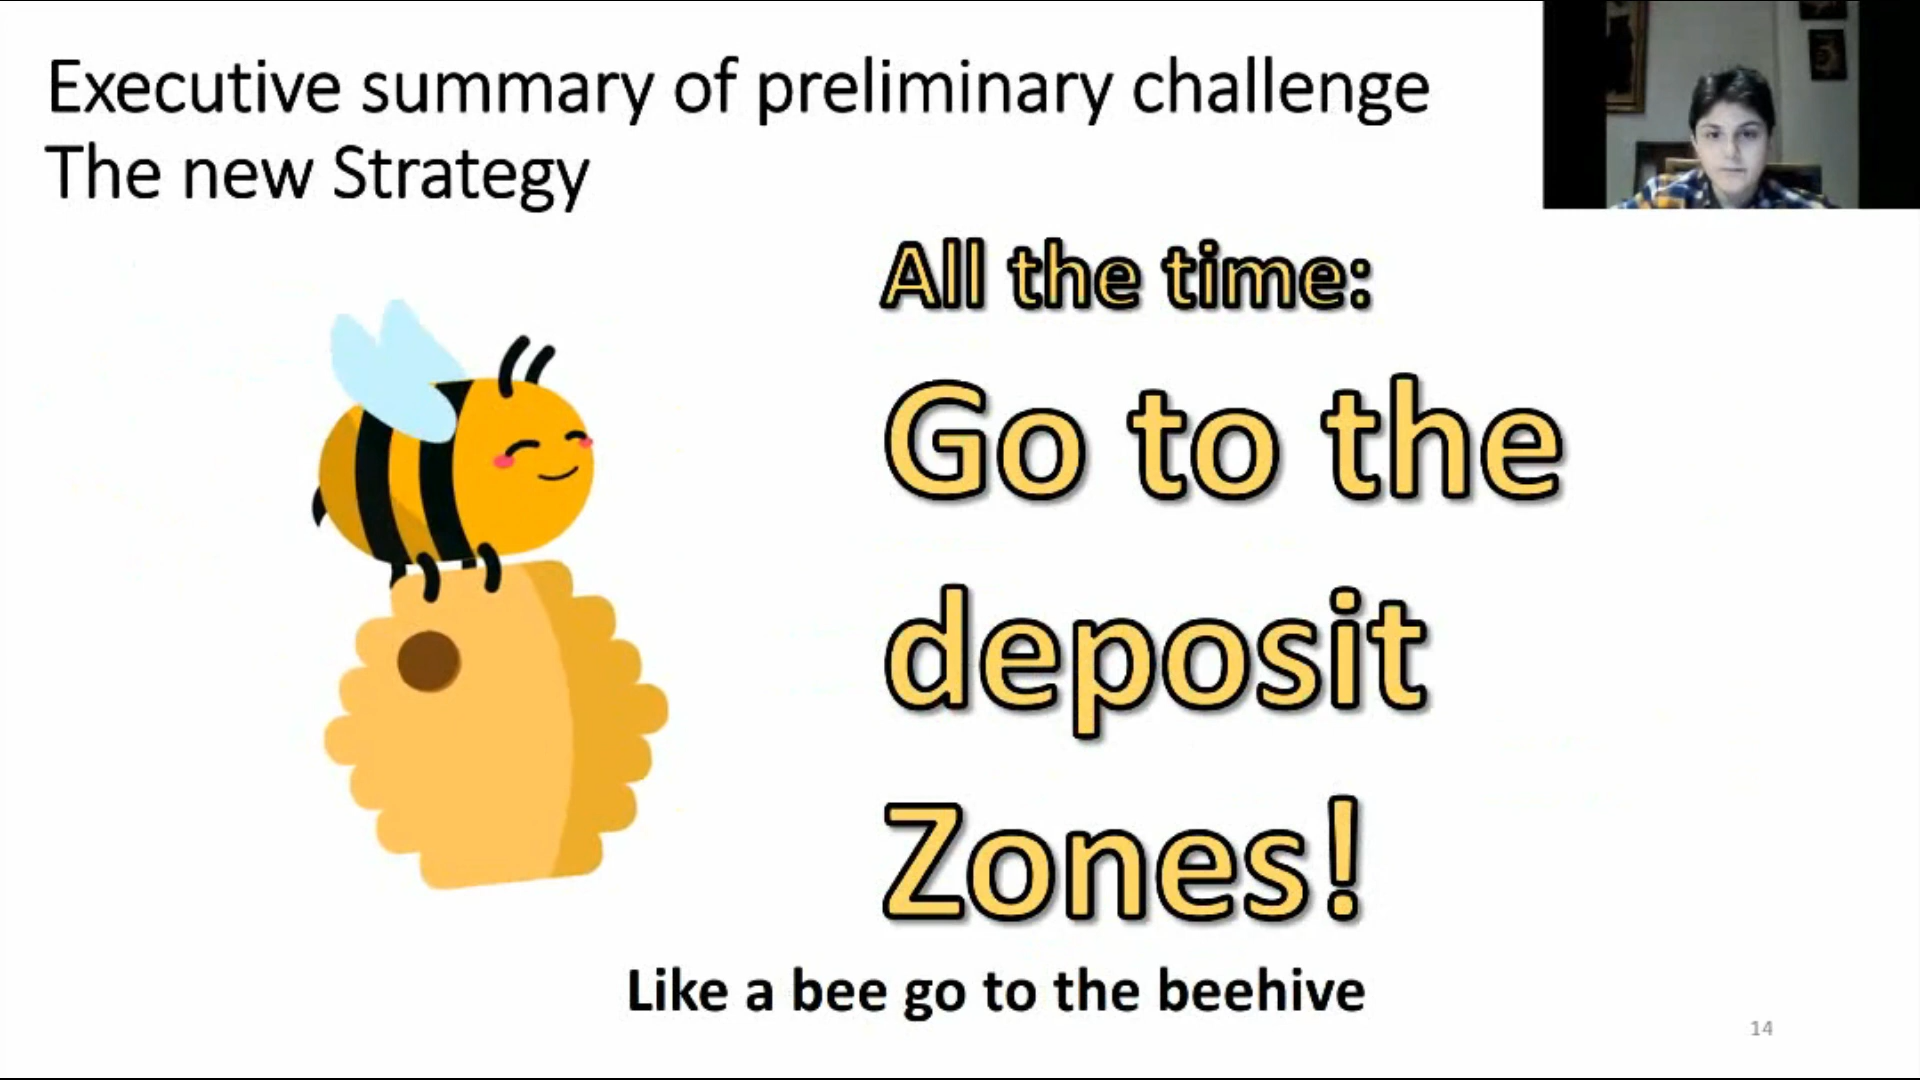 Executive summary of preliminary challenge
The new Strategy
All the time:
Go to the
deposit
Zones!
Like a bee go to the beehive
14